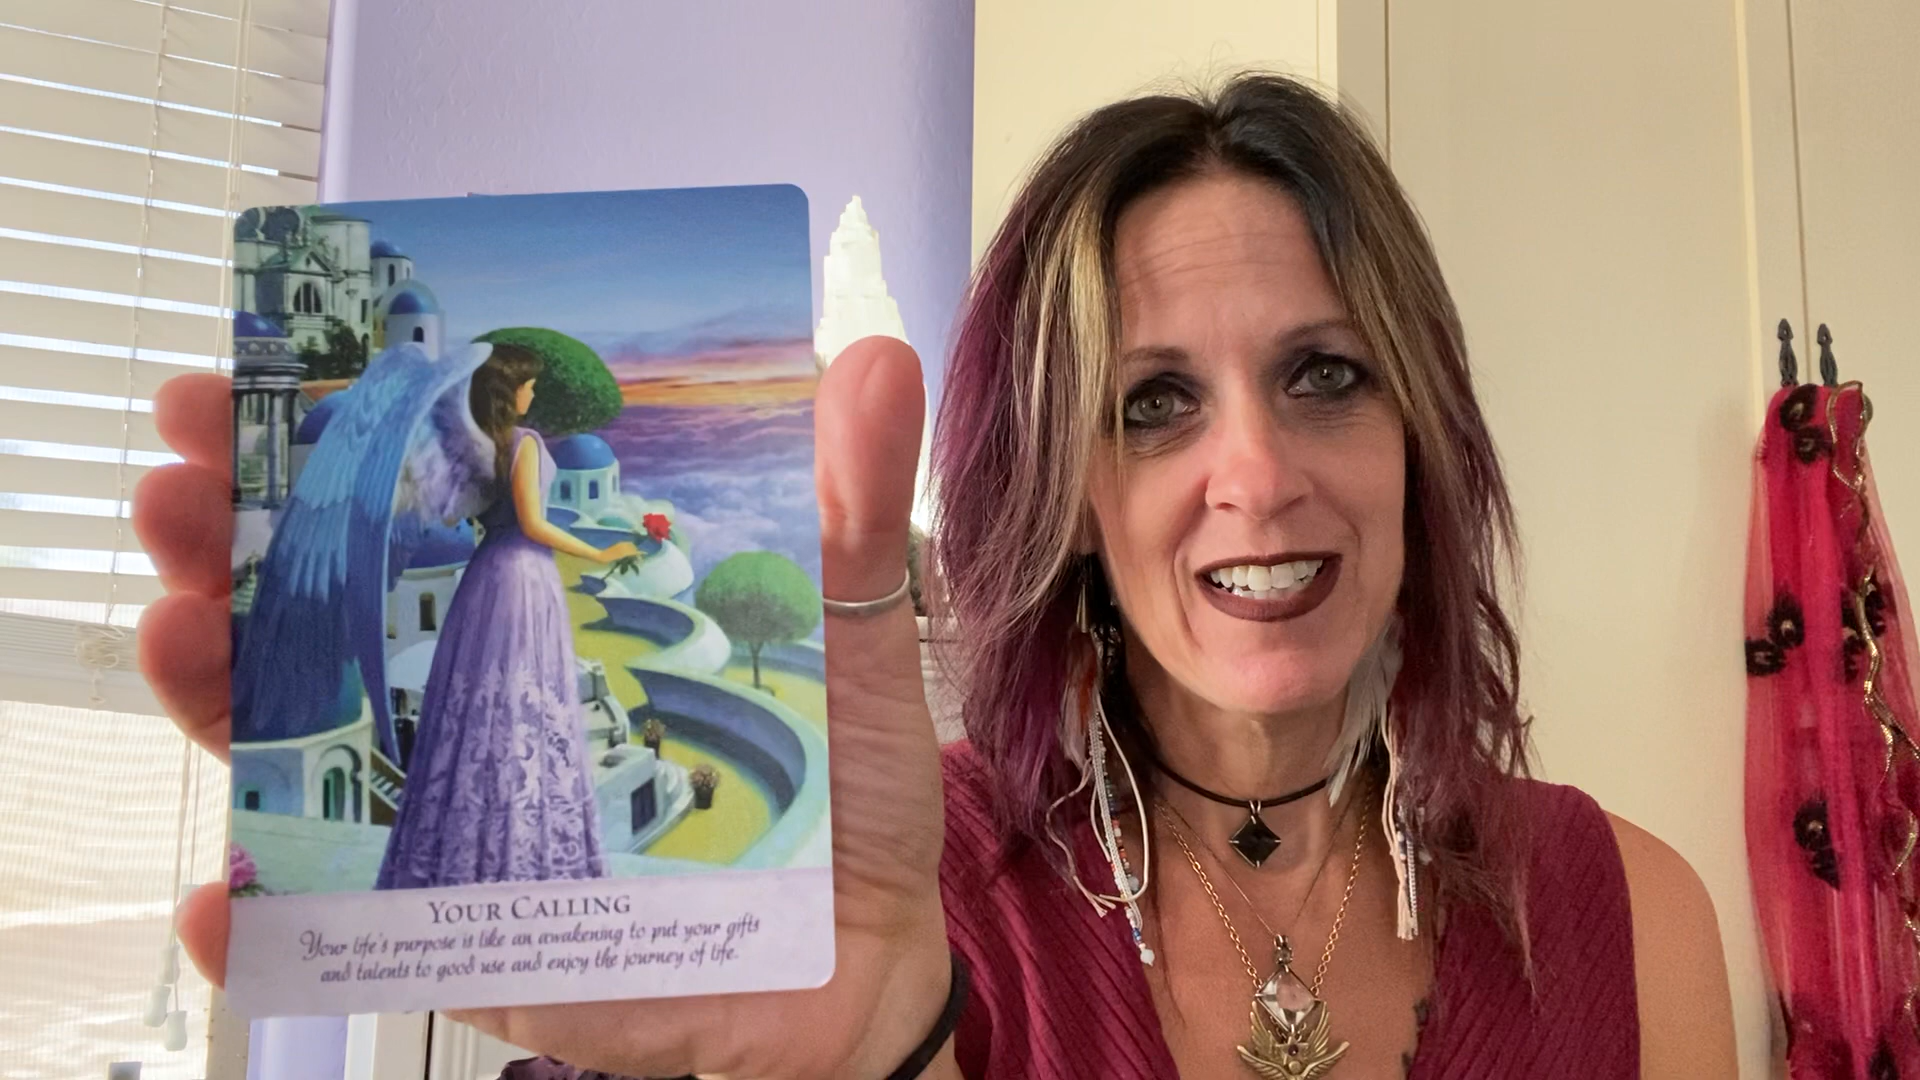 YOUR CALLING
Your life's purpose is like an awakening to put your gifts
and talents to good use and enjoy the journey of life.